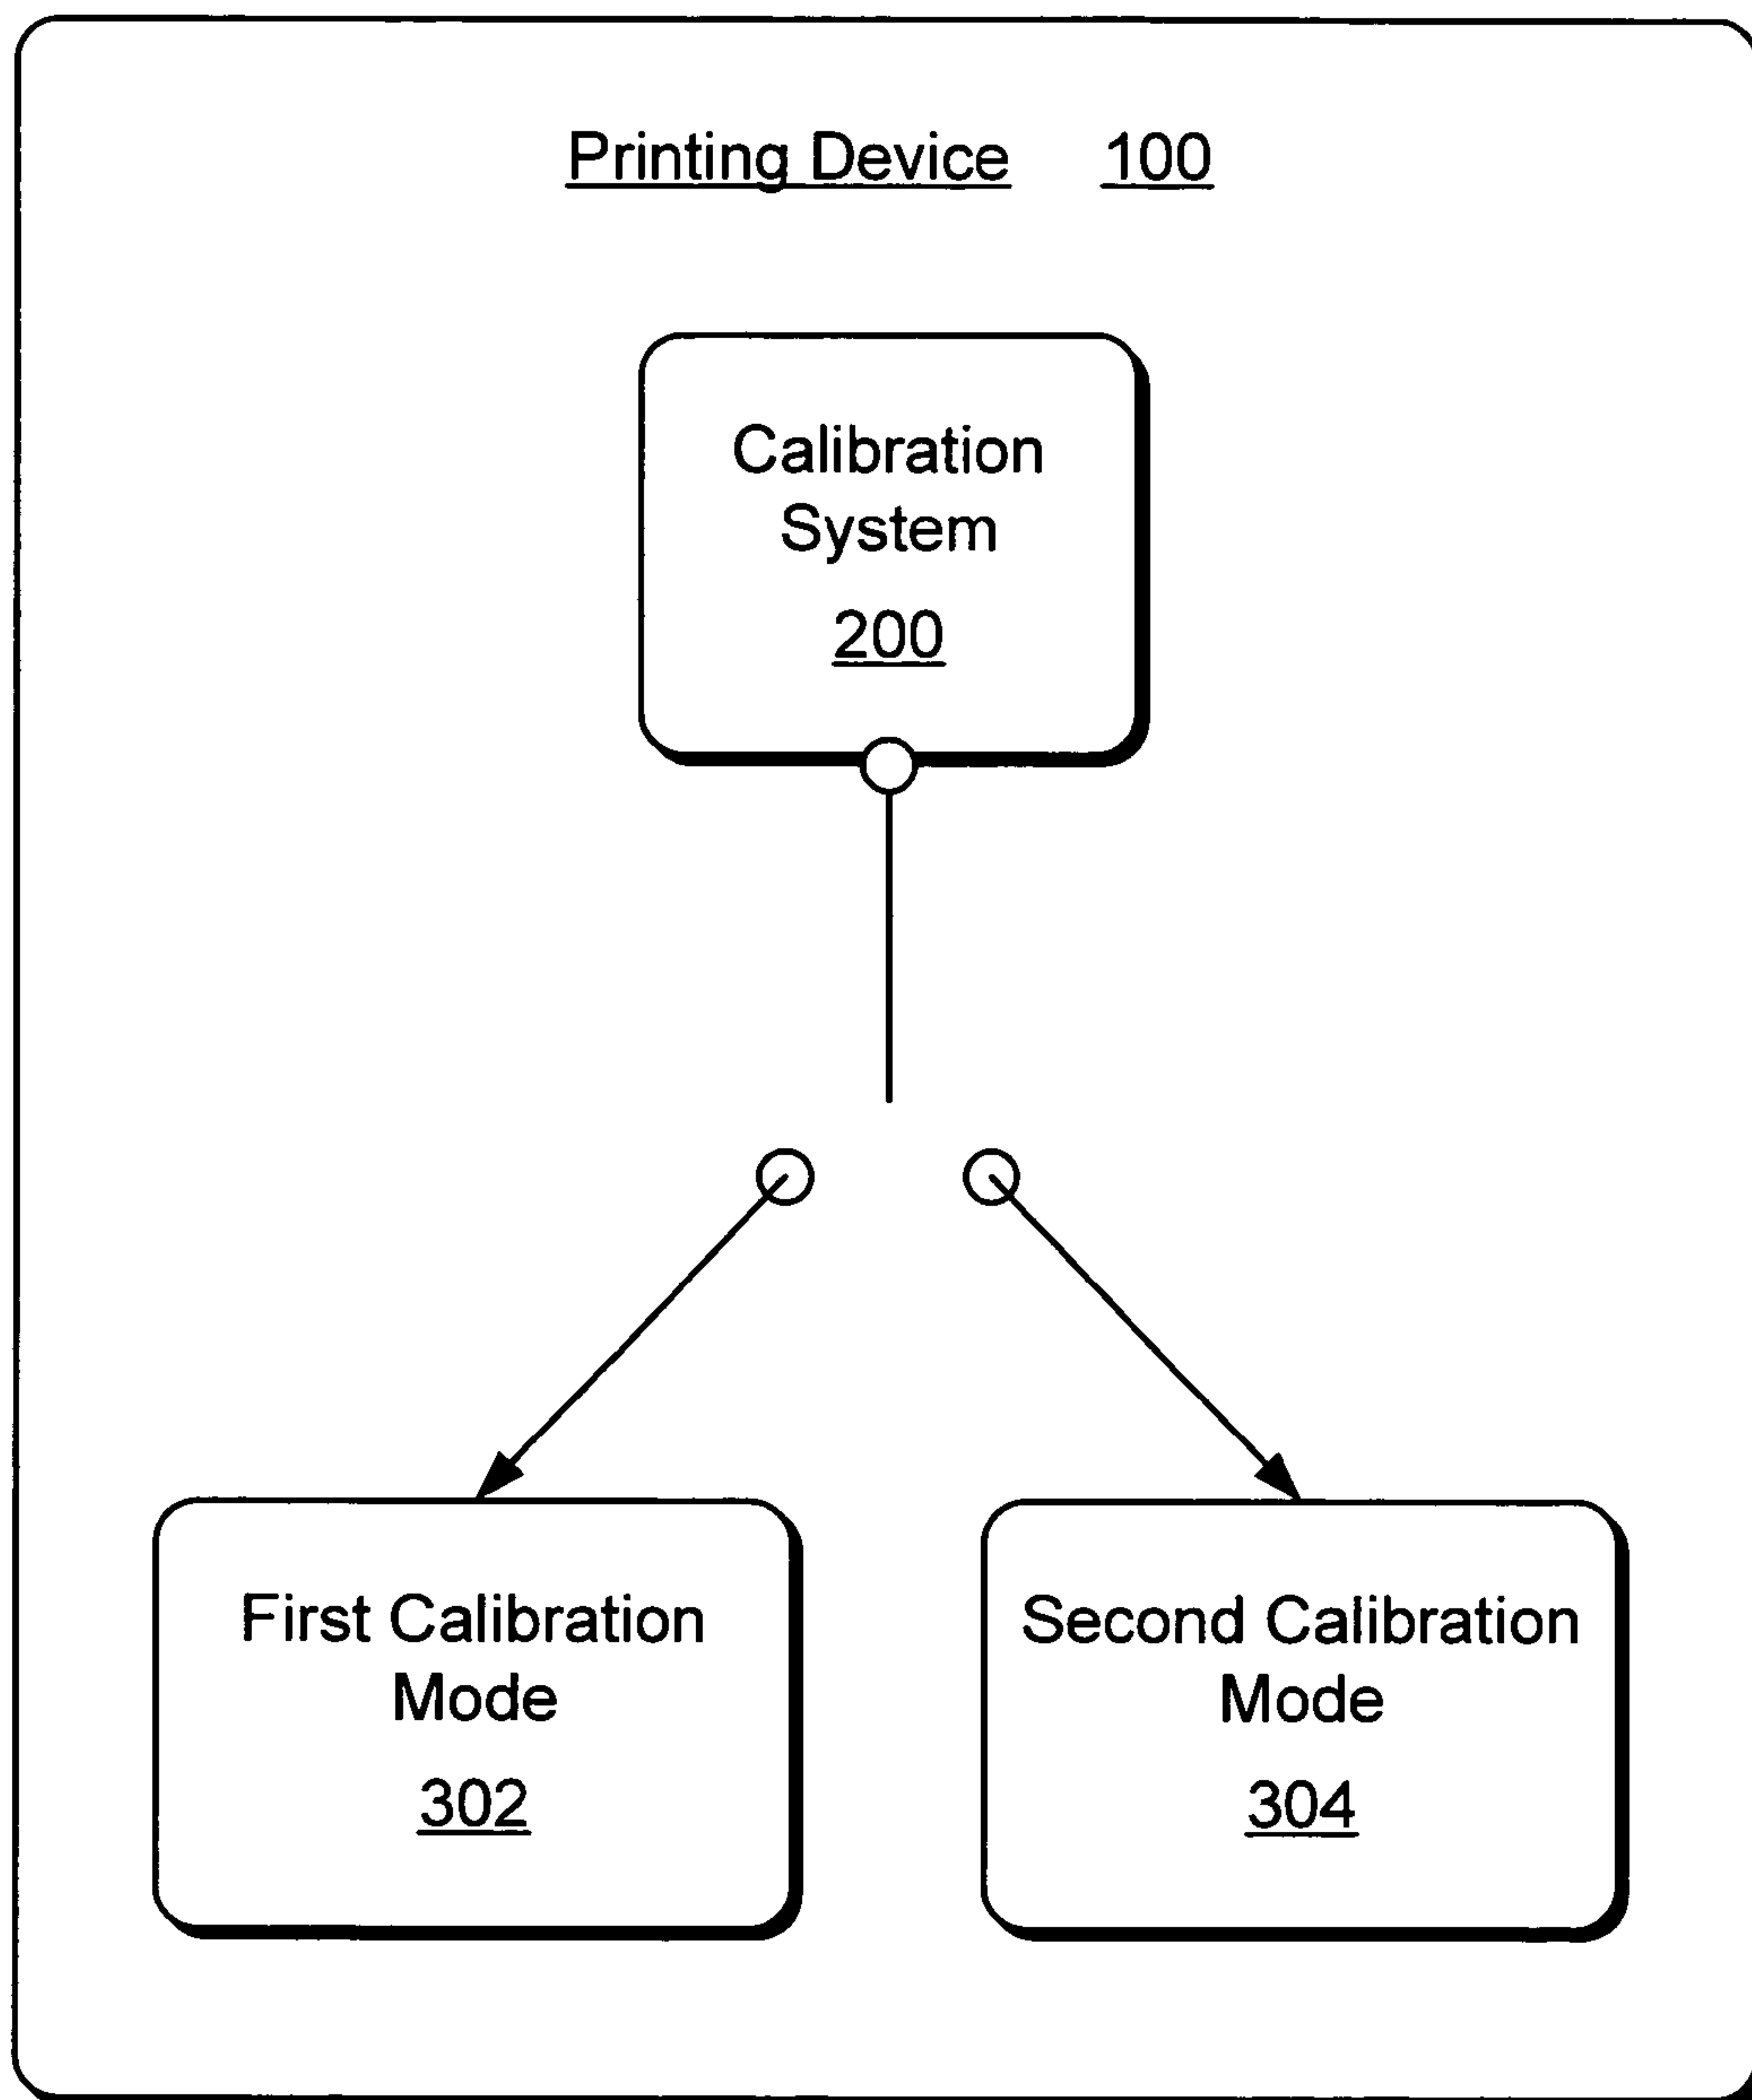 Printing Device 100
Calibration
System
200
First Calibration
Mode
302
Second Calibration
Mode
304